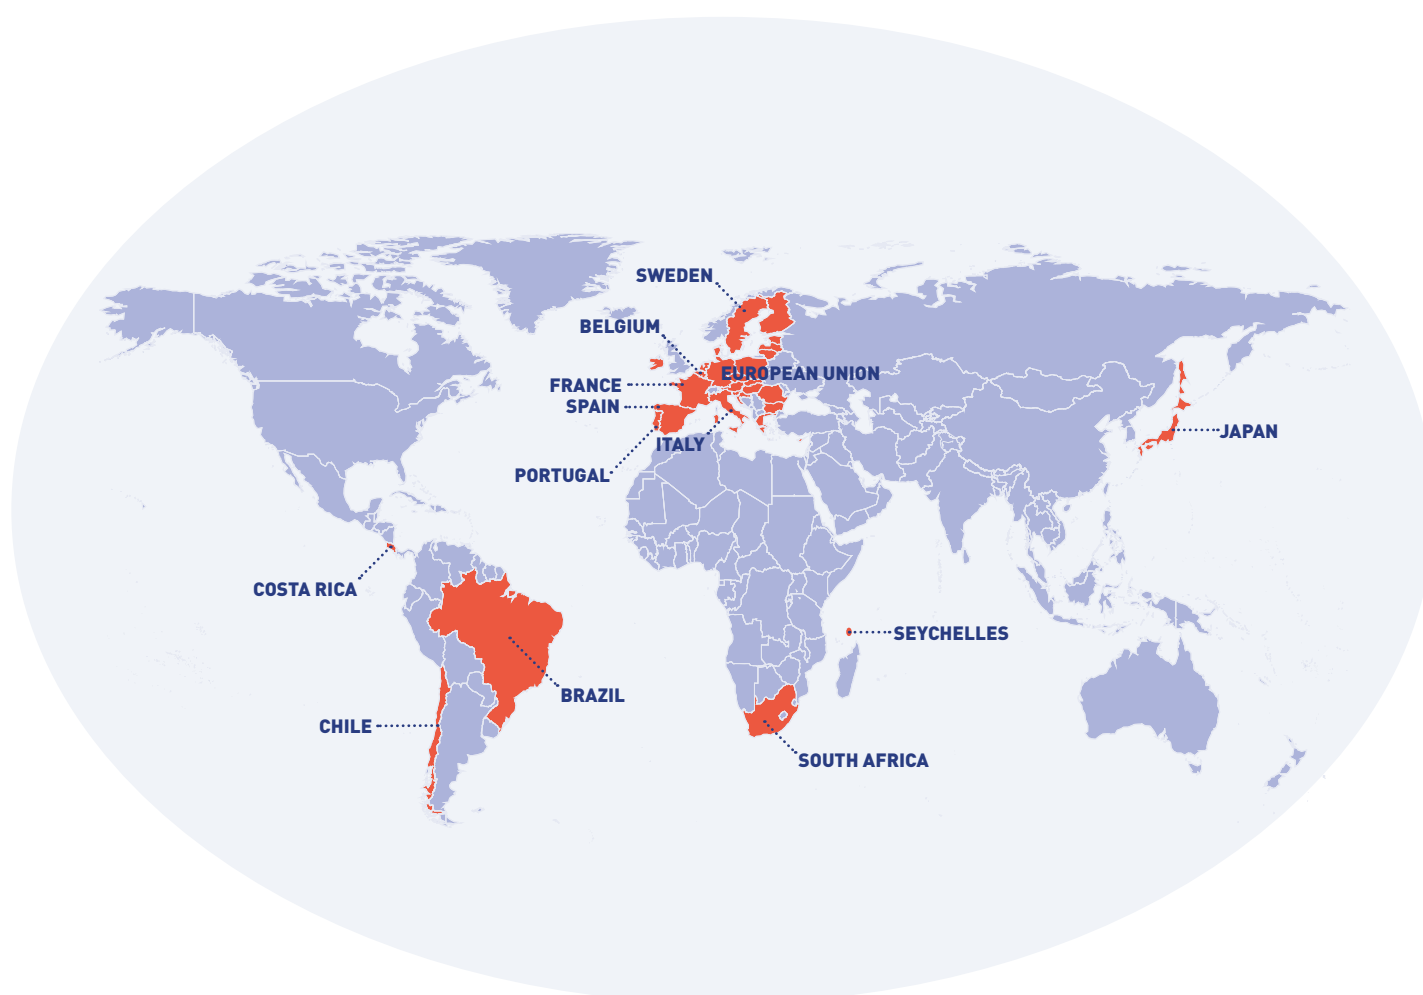 SWEDEN
BELGIUM
EUROPEAN UNION
FRANCE
SPAIN
ITALY
JAPAN
PORTUGAL
COSTA RICA
SEYCHELLES
BRAZIL
CHILE
SOUTH AFRICA